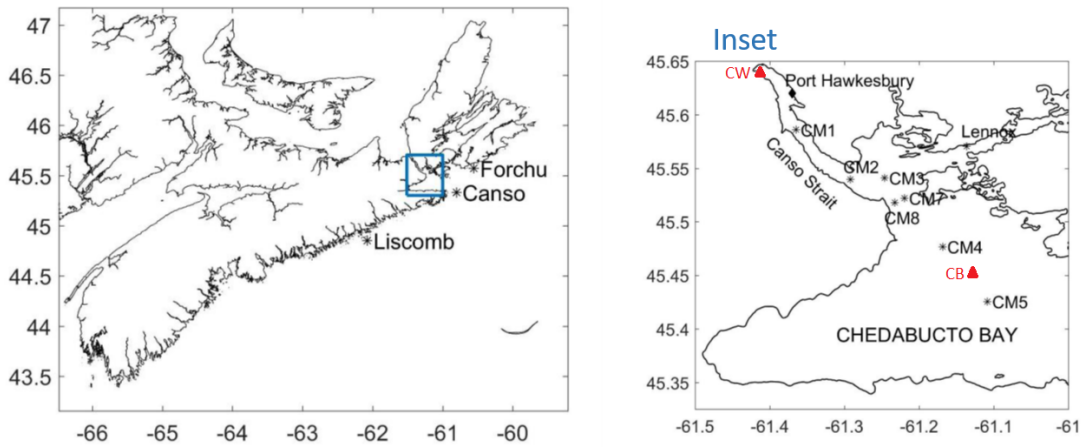 47
46.5
46
45.5
45
44.5
44
43.5
-66
-65
-64
-63
-62
-61
-60
Forchu
Canso
Liscomb
Inset
45.65
45.6
45.55
45.5
45.45
45.4
45.35
-61.5
-61.4
-61.3
-61.2
-61.1
-61
CW
Port Hawkesbury
CM1
Lennox
Canso Strait
CM2
CM3
CM7
CM8
CM4
CB
CM5
CHEDABUCTO BAY